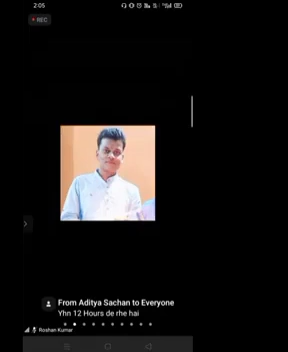 2:05
REC
From Aditya Sachan to Everyone
Yhn 12 Hours de rhe hai
Roshan Kumar